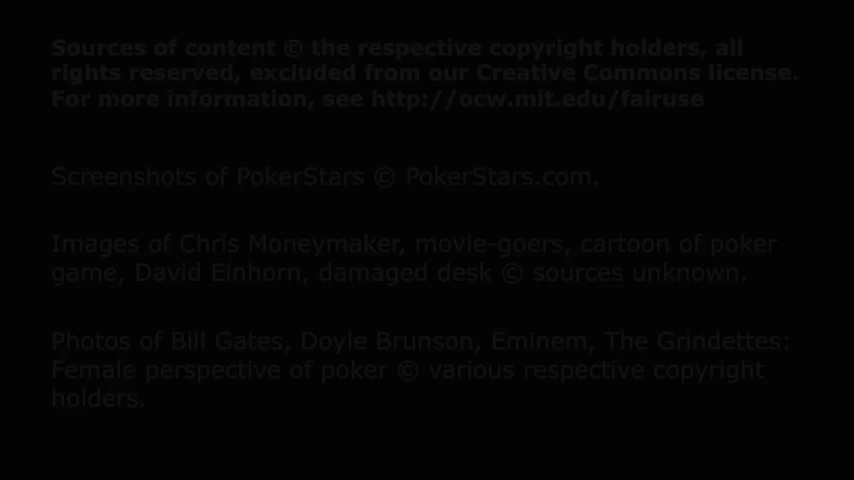 Sources of content © the respective copyright holders, all
rights reserved, excluded from our Creative Commons license.
For more information, see http://ocw.mit.edu/fairuse
Screenshots of PokerStars © PokerStars.com.
Images of Chris Moneymaker, movie-goers, cartoon of poker
game, David Einhorn, damaged desk © sources unknown.
Photos of Bill Gates, Doyle Brunson, Eminem, The Grindettes:
Female perspective of poker © various respective copyright
holders.